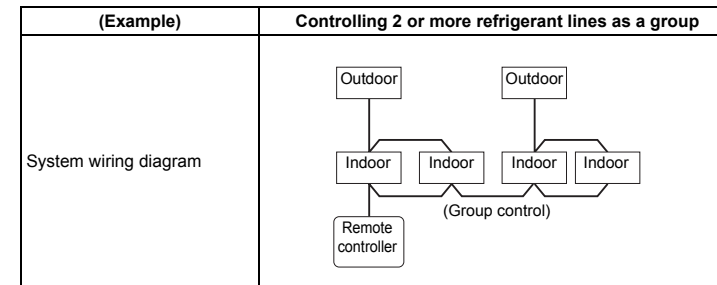 (Example)
Controlling 2 or more refrigerant lines as a group
System wiring diagram
Outdoor
Outdoor
Indoor
Indoor
Indoor
Indoor
(Group control)
Remote
controller